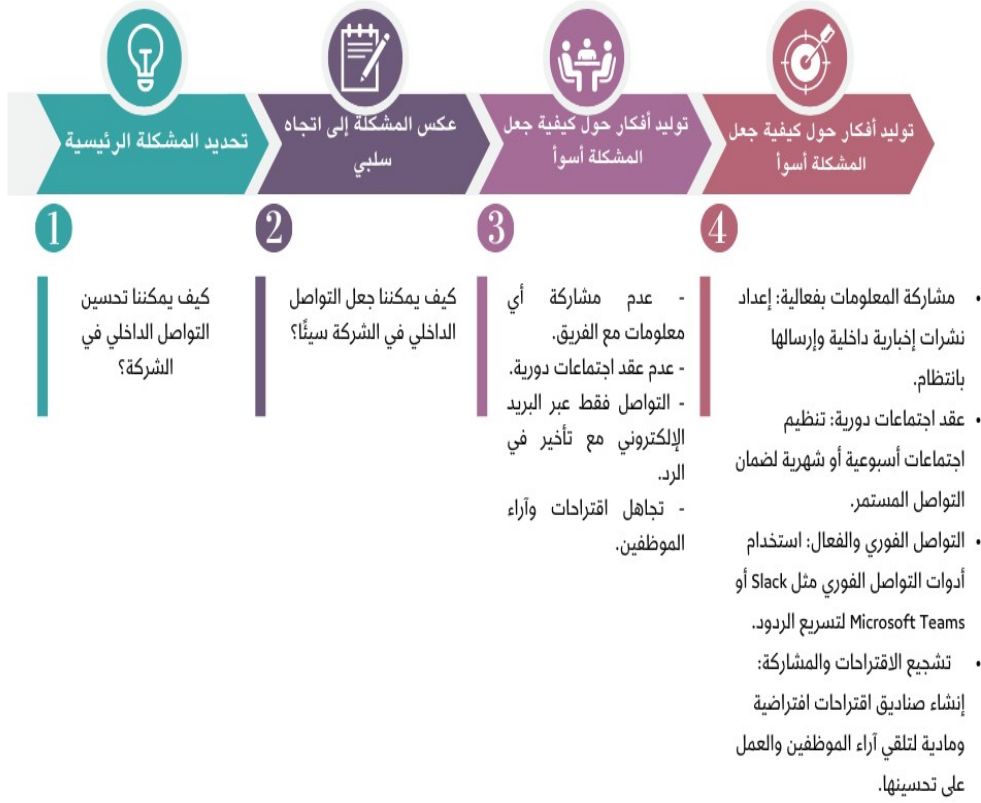 تحديد المشكلة الرئيسية
عكس المشكلة إلى اتجاه
سلبي
توليد أفكار حول كيفية جعل
المشكلة أسوأ
توليد أفكار حول كيفية جعل
المشكلة أسوأ
1
2
3
4
كيف يمكننا تحسين
التواصل الداخلي في
الشركة؟
كيف يمكننا جعل التواصل
الداخلي في الشركة سيئًا؟
- عدم مشاركة أي
معلومات مع الفريق.
- عدم عقد اجتماعات دورية.
- التواصل فقط عبر البريد
الإلكتروني مع تأخير في
الرد.
- تجاهل اقتراحات وآراء
الموظفين.
• مشاركة المعلومات بفعالية: إعداد
نشرات إخبارية داخلية وإرسالها
بانتظام.
• عقد اجتماعات دورية: تنظيم
اجتماعات أسبوعية أو شهرية لضمان
التواصل المستمر.
• التواصل الفوري والفعال: استخدام
أدوات التواصل الفوري مثل Slack أو
Microsoft Teams لتسريع الردود.
• تشجيع الاقتراحات والمشاركة:
إنشاء صناديق اقتراحات افتراضية
ومادية لتلقي آراء الموظفين والعمل
على تحسينها.